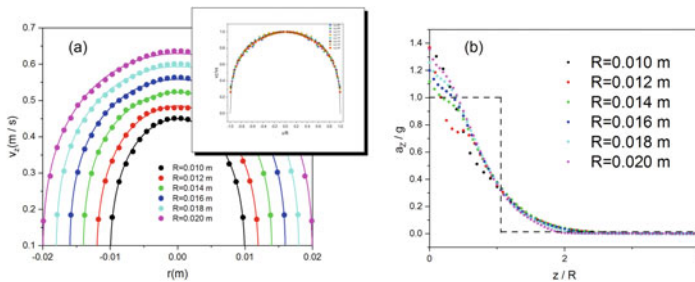 (a)
0.7
0.6
0.5
0.4
0.3
0.2
0.1
v_z(m / s)
R=0.010 m
R=0.012 m
R=0.014 m
R=0.016 m
R=0.018 m
R=0.020 m
-0.02 -0.01 0.00 0.01 0.02
r(m)
(b)
1.4
1.2
1.0
0.8
0.6
0.4
0.2
0.0
a_z / g
R=0.010 m
R=0.012 m
R=0.014 m
R=0.016 m
R=0.018 m
R=0.020 m
0 2
z / R